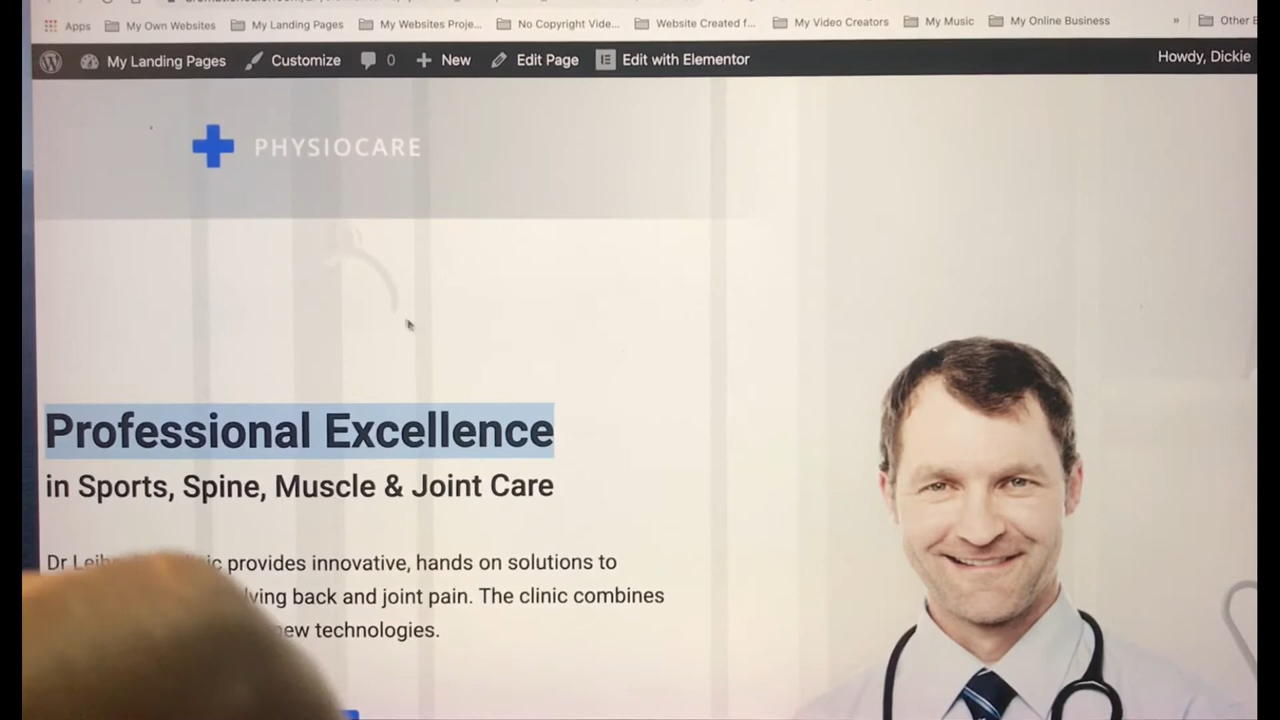 Apps My Own Websites My Landing Pages My Websites Proje... No Copyright Vide... Website Created f... My Video Creators My Music My Online Business » Other
My Landing Pages Customize 0 New Edit Page Edit with Elementor Howdy, Dickie
PHYSIOCARE
Professional Excellence
in Sports, Spine, Muscle & Joint Care
Dr provides innovative, hands on solutions to
back and joint pain. The clinic combines
technologies.